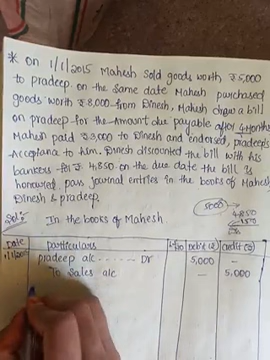 * On 1/1/2015 Mahesh Sold goods worth ₹ 5,000
to pradeep. on the same date Mahesh purchased
goods worth ₹ 8,000 from Dinesh, Mahesh draw a bill
on pradeep for the amount due payable after 4 months
Mahesh paid ₹ 3,000 to Dinesh and endorsed, pradeep's
Acceptance to him. Dinesh discounted the bill with his
bankers for ₹ 4,850. on the due date the bill is
honoured. pass journal entries in the books of Mahesh
Dinesh & pradeep.
5000
4850
150
In the books of Mahesh.
Date particulars Debit (₹) Credit (₹)
pradeep a/c ...... Dr 5,000 —
To sales a/c — 5,000